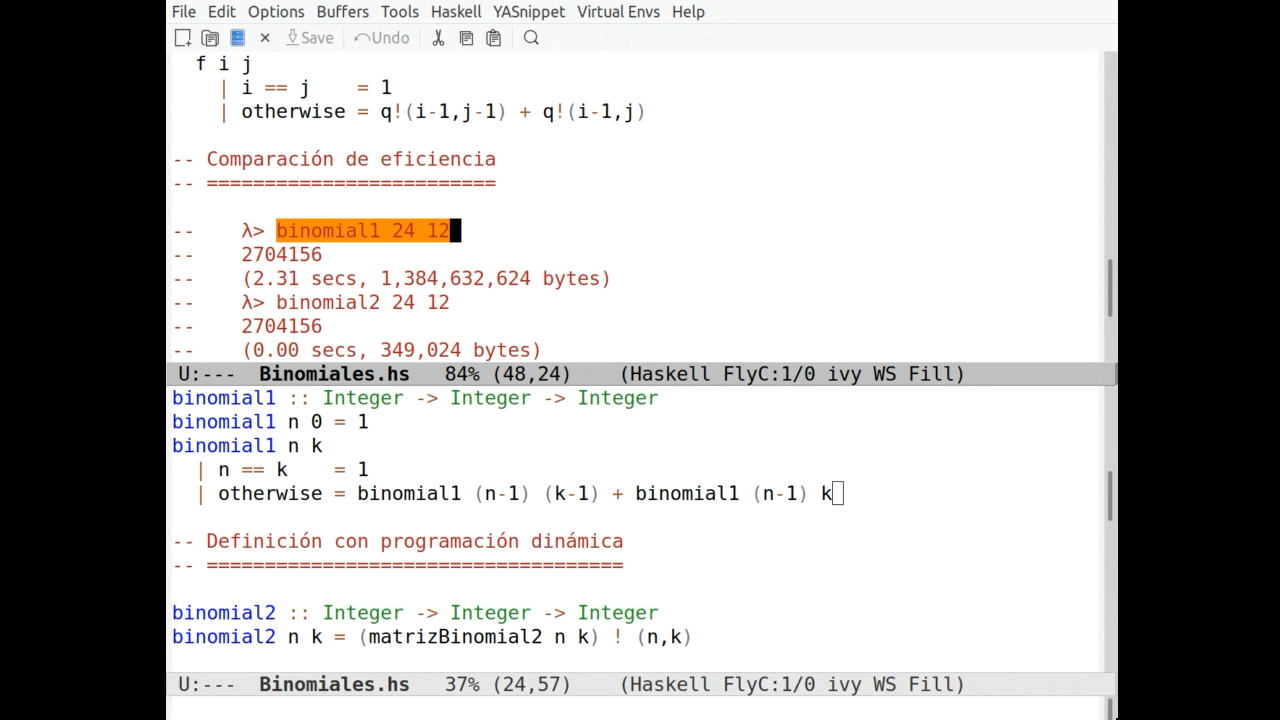 File Edit Options Buffers Tools Haskell YASnippet Virtual Envs Help
Save Undo
f i j
| i == j    = 1
| otherwise = q!(i-1,j-1) + q!(i-1,j)
-- Comparación de eficiencia
-- =========================
--    λ> binomial1 24 12
--    2704156
--    (2.31 secs, 1,384,632,624 bytes)
--    λ> binomial2 24 12
--    2704156
--    (0.00 secs, 349,024 bytes)
U:---  Binomiales.hs   84% (48,24)    (Haskell FlyC:1/0 ivy WS Fill)
binomial1 :: Integer -> Integer -> Integer
binomial1 n 0 = 1
binomial1 n k
| n == k    = 1
| otherwise = binomial1 (n-1) (k-1) + binomial1 (n-1) k
-- Definición con programación dinámica
-- ====================================
binomial2 :: Integer -> Integer -> Integer
binomial2 n k = (matrizBinomial2 n k) ! (n,k)
U:---  Binomiales.hs   37% (24,57)    (Haskell FlyC:1/0 ivy WS Fill)